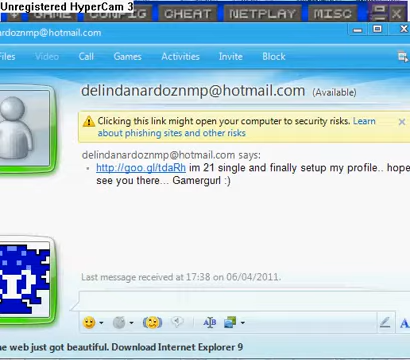 Unregistered HyperCam 3
GAME CONFIG CHEAT NETPLAY MISC
ardoznmp@hotmail.com
Files Video Call Games Activities Invite Block
delindanardoznmp@hotmail.com (Available)
Clicking this link might open your computer to security risks. Learn
about phishing sites and other risks
delindanardoznmp@hotmail.com says:
http://goo.gl/tdaRh im 21 single and finally setup my profile.. hope
see you there... Gamergurl :)
Last message received at 17:38 on 06/04/2011.
e web just got beautiful. Download Internet Explorer 9